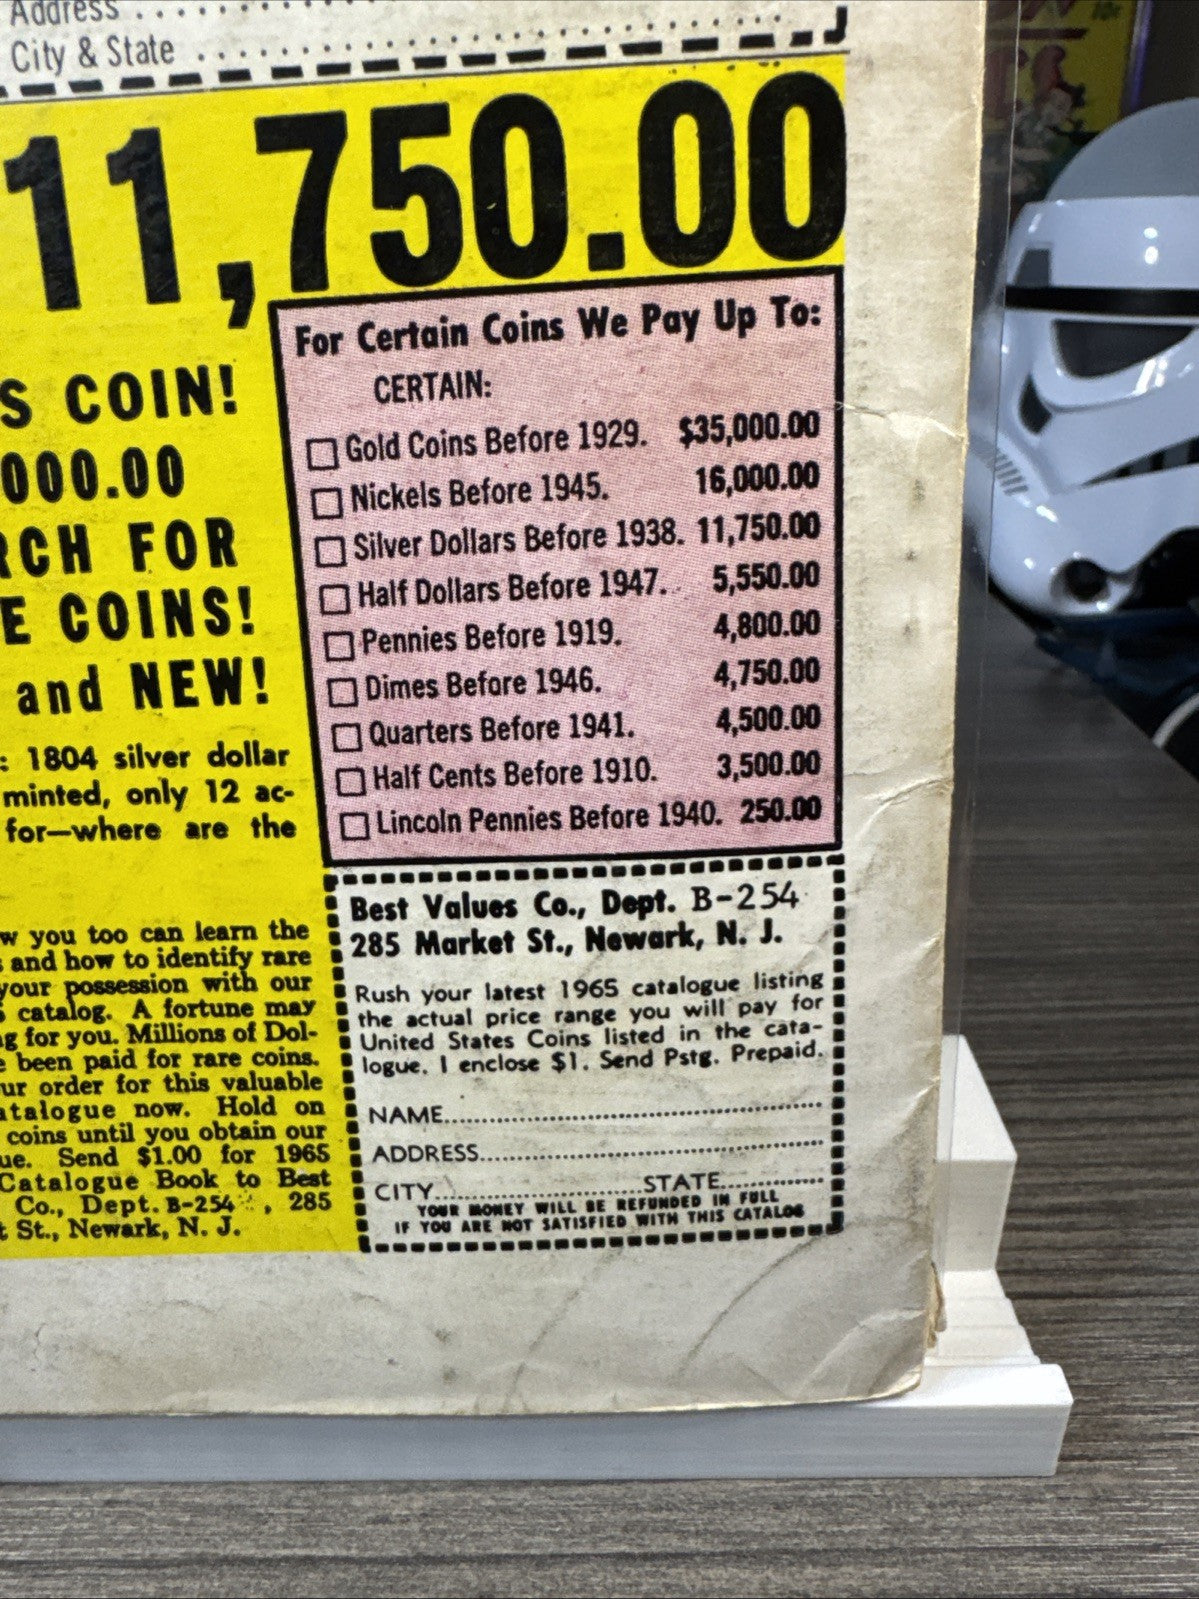 Address
City & State
11,750.00
S COIN!
000.00
RCH FOR
E COINS!
and NEW!
: 1804 silver dollar
minted, only 12 ac-
for—where are the
w you too can learn the
s and how to identify rare
your possession with our
catalog. A fortune may
g for you. Millions of Dol-
e been paid for rare coins.
ur order for this valuable
atalogue now. Hold on
coins until you obtain our
ue. Send $1.00 for 1965
Catalogue Book to Best
Co., Dept. B-254, 285
t St., Newark, N. J.
For Certain Coins We Pay Up To:
CERTAIN:
Gold Coins Before 1929. $35,000.00
Nickels Before 1945. 16,000.00
Silver Dollars Before 1938. 11,750.00
Half Dollars Before 1947. 5,550.00
Pennies Before 1919. 4,800.00
Dimes Before 1946. 4,750.00
Quarters Before 1941. 4,500.00
Half Cents Before 1910. 3,500.00
Lincoln Pennies Before 1940. 250.00
Best Values Co., Dept. B-254
285 Market St., Newark, N. J.
Rush your latest 1965 catalogue listing
the actual price range you will pay for
United States Coins listed in the cata-
logue. I enclose $1. Send Pstg. Prepaid.
NAME
ADDRESS
CITY STATE
YOUR MONEY WILL BE REFUNDED IN FULL
IF YOU ARE NOT SATISFIED WITH THIS CATALOG